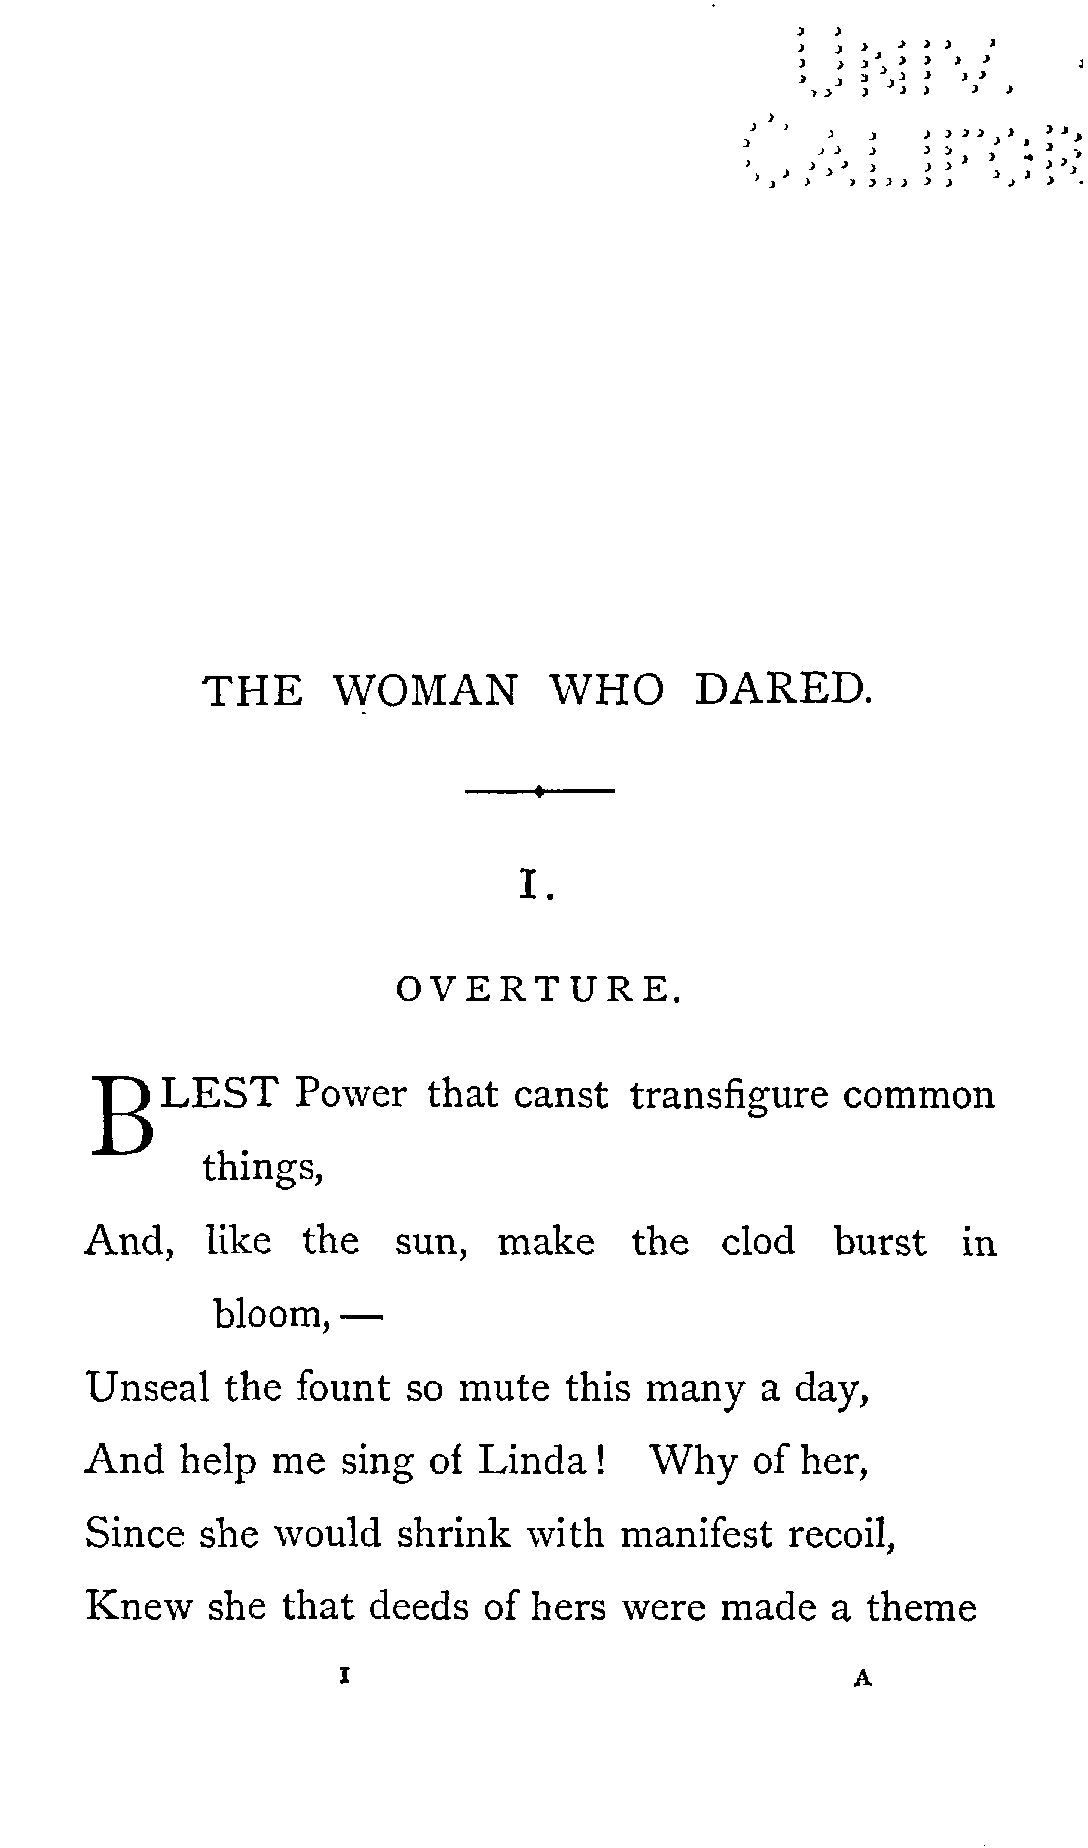 UNIV.
CALIFOR
THE WOMAN WHO DARED.
I.
OVERTURE.
BLEST Power that canst transfigure common
things,
And, like the sun, make the clod burst in
bloom,—
Unseal the fount so mute this many a day,
And help me sing of Linda! Why of her,
Since she would shrink with manifest recoil,
Knew she that deeds of hers were made a theme
I A